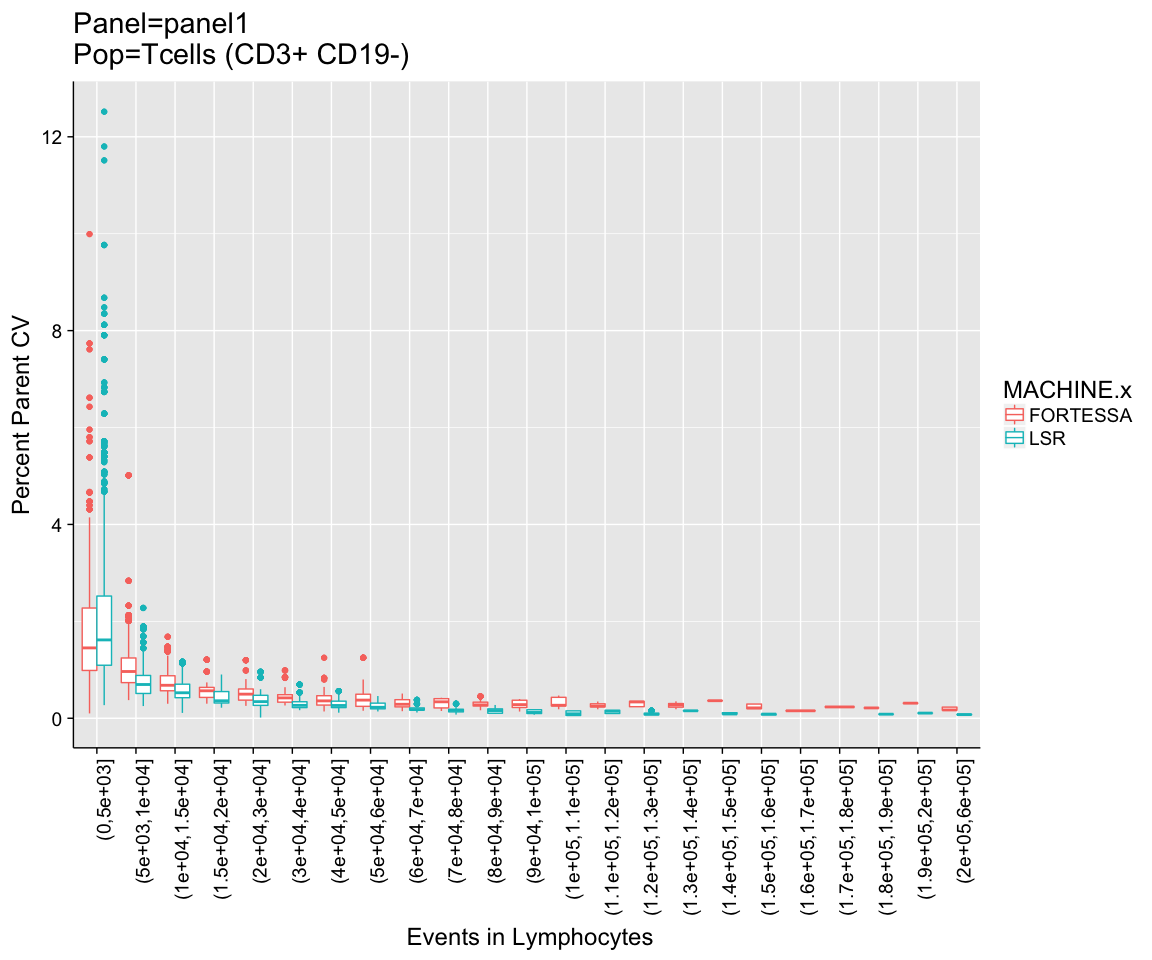 Panel=panel1
Pop=Tcells (CD3+ CD19-)
Percent Parent CV
12
8
4
0
(0,5e+03]
(5e+03,1e+04]
(1e+04,1.5e+04]
(1.5e+04,2e+04]
(2e+04,3e+04]
(3e+04,4e+04]
(4e+04,5e+04]
(5e+04,6e+04]
(6e+04,7e+04]
(7e+04,8e+04]
(8e+04,9e+04]
(9e+04,1e+05]
(1e+05,1.1e+05]
(1.1e+05,1.2e+05]
(1.2e+05,1.3e+05]
(1.3e+05,1.4e+05]
(1.4e+05,1.5e+05]
(1.5e+05,1.6e+05]
(1.6e+05,1.7e+05]
(1.7e+05,1.8e+05]
(1.8e+05,1.9e+05]
(1.9e+05,2e+05]
(2e+05,6e+05]
Events in Lymphocytes
MACHINE.x
FORTESSA
LSR